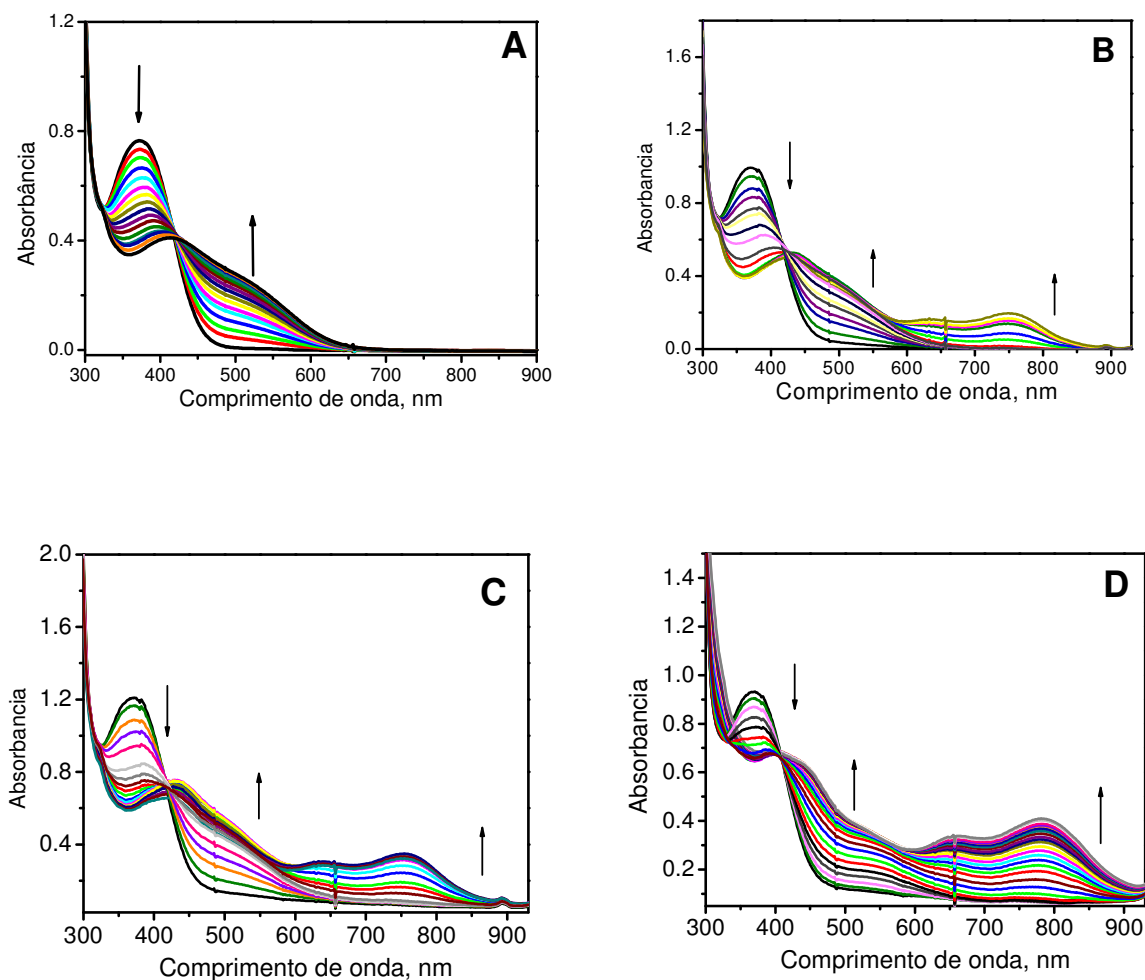 A
1.2
0.8
0.4
0.0
Absorbância
300 400 500 600 700 800 900
Comprimento de onda, nm
B
1.6
1.2
0.8
0.4
0.0
Absorbancia
300 400 500 600 700 800 900
Comprimento de onda, nm
C
2.0
1.6
1.2
0.8
0.4
Absorbancia
300 400 500 600 700 800 900
Comprimento de onda, nm
D
1.4
1.2
1.0
0.8
0.6
0.4
0.2
Absorbancia
300 400 500 600 700 800 900
Comprimento de onda, nm